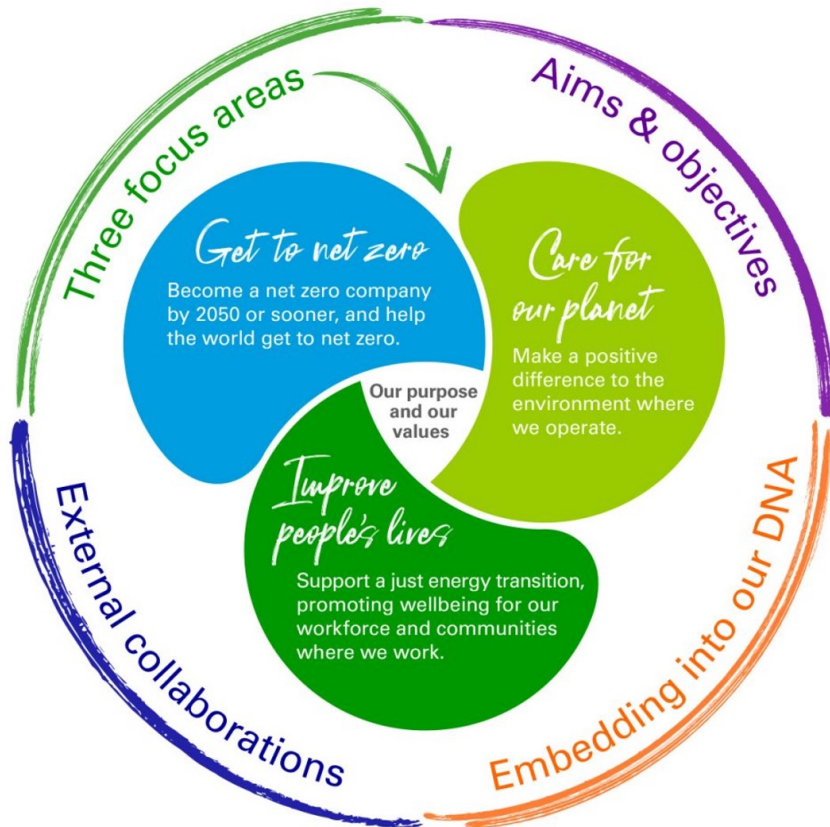 Three focus areas
Aims & objectives
Get to net zero
Become a net zero company
by 2050 or sooner, and help
the world get to net zero.
Care for
our planet
Make a positive
difference to the
environment where
we operate.
Our purpose
and our
values
Improve
people's lives
Support a just energy transition,
promoting wellbeing for our
workforce and communities
where we work.
External collaborations
Embedding into our DNA